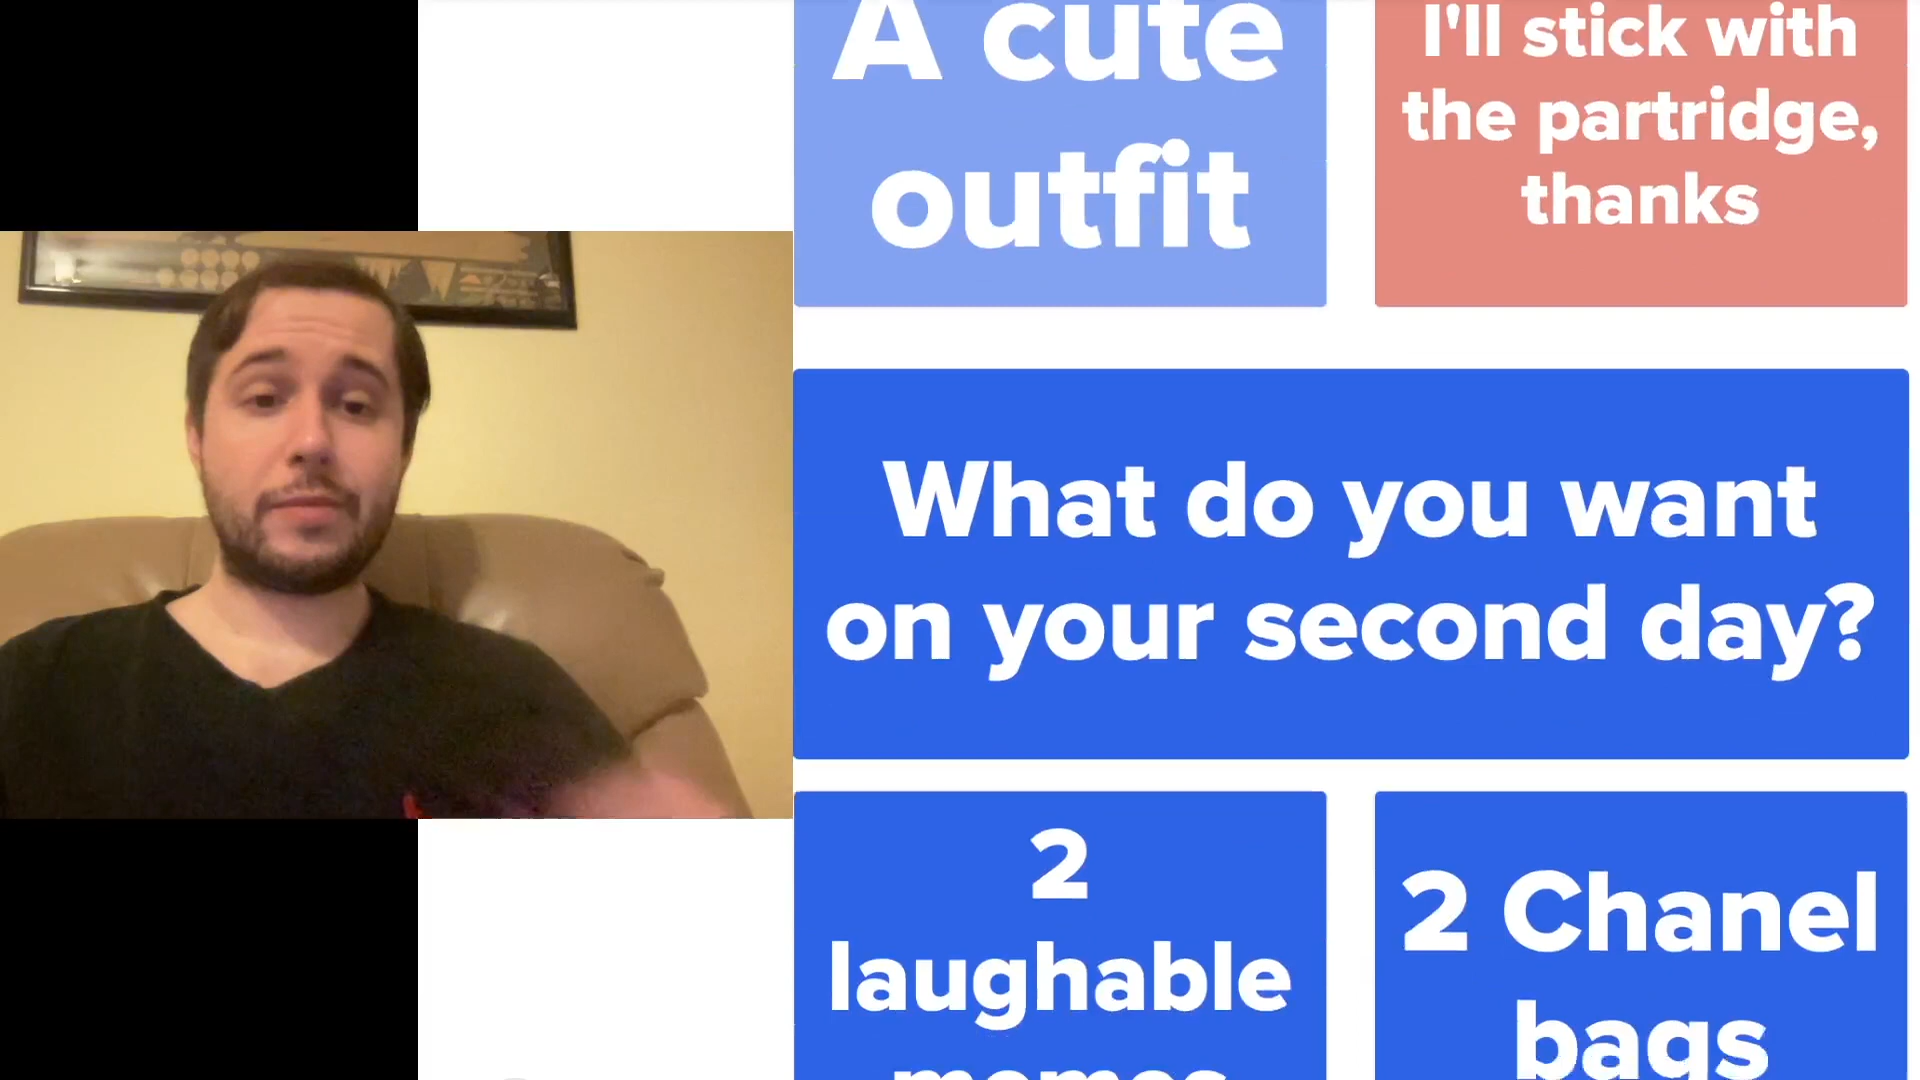 A cute
outfit
I'll stick with
the partridge,
thanks
What do you want
on your second day?
2
laughable
memes
2 Chanel
bags